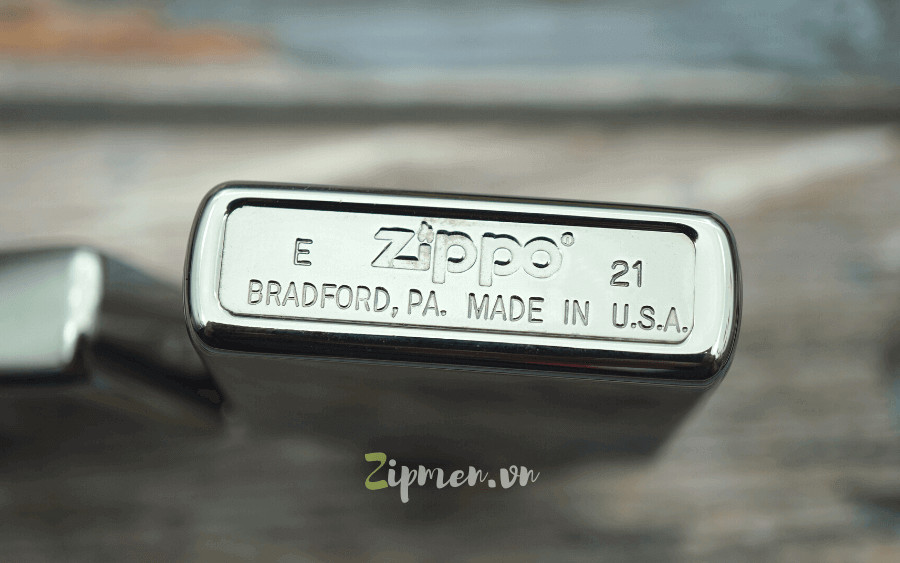 E zippo® 21
BRADFORD, PA. MADE IN U.S.A.
Zipmen.vn